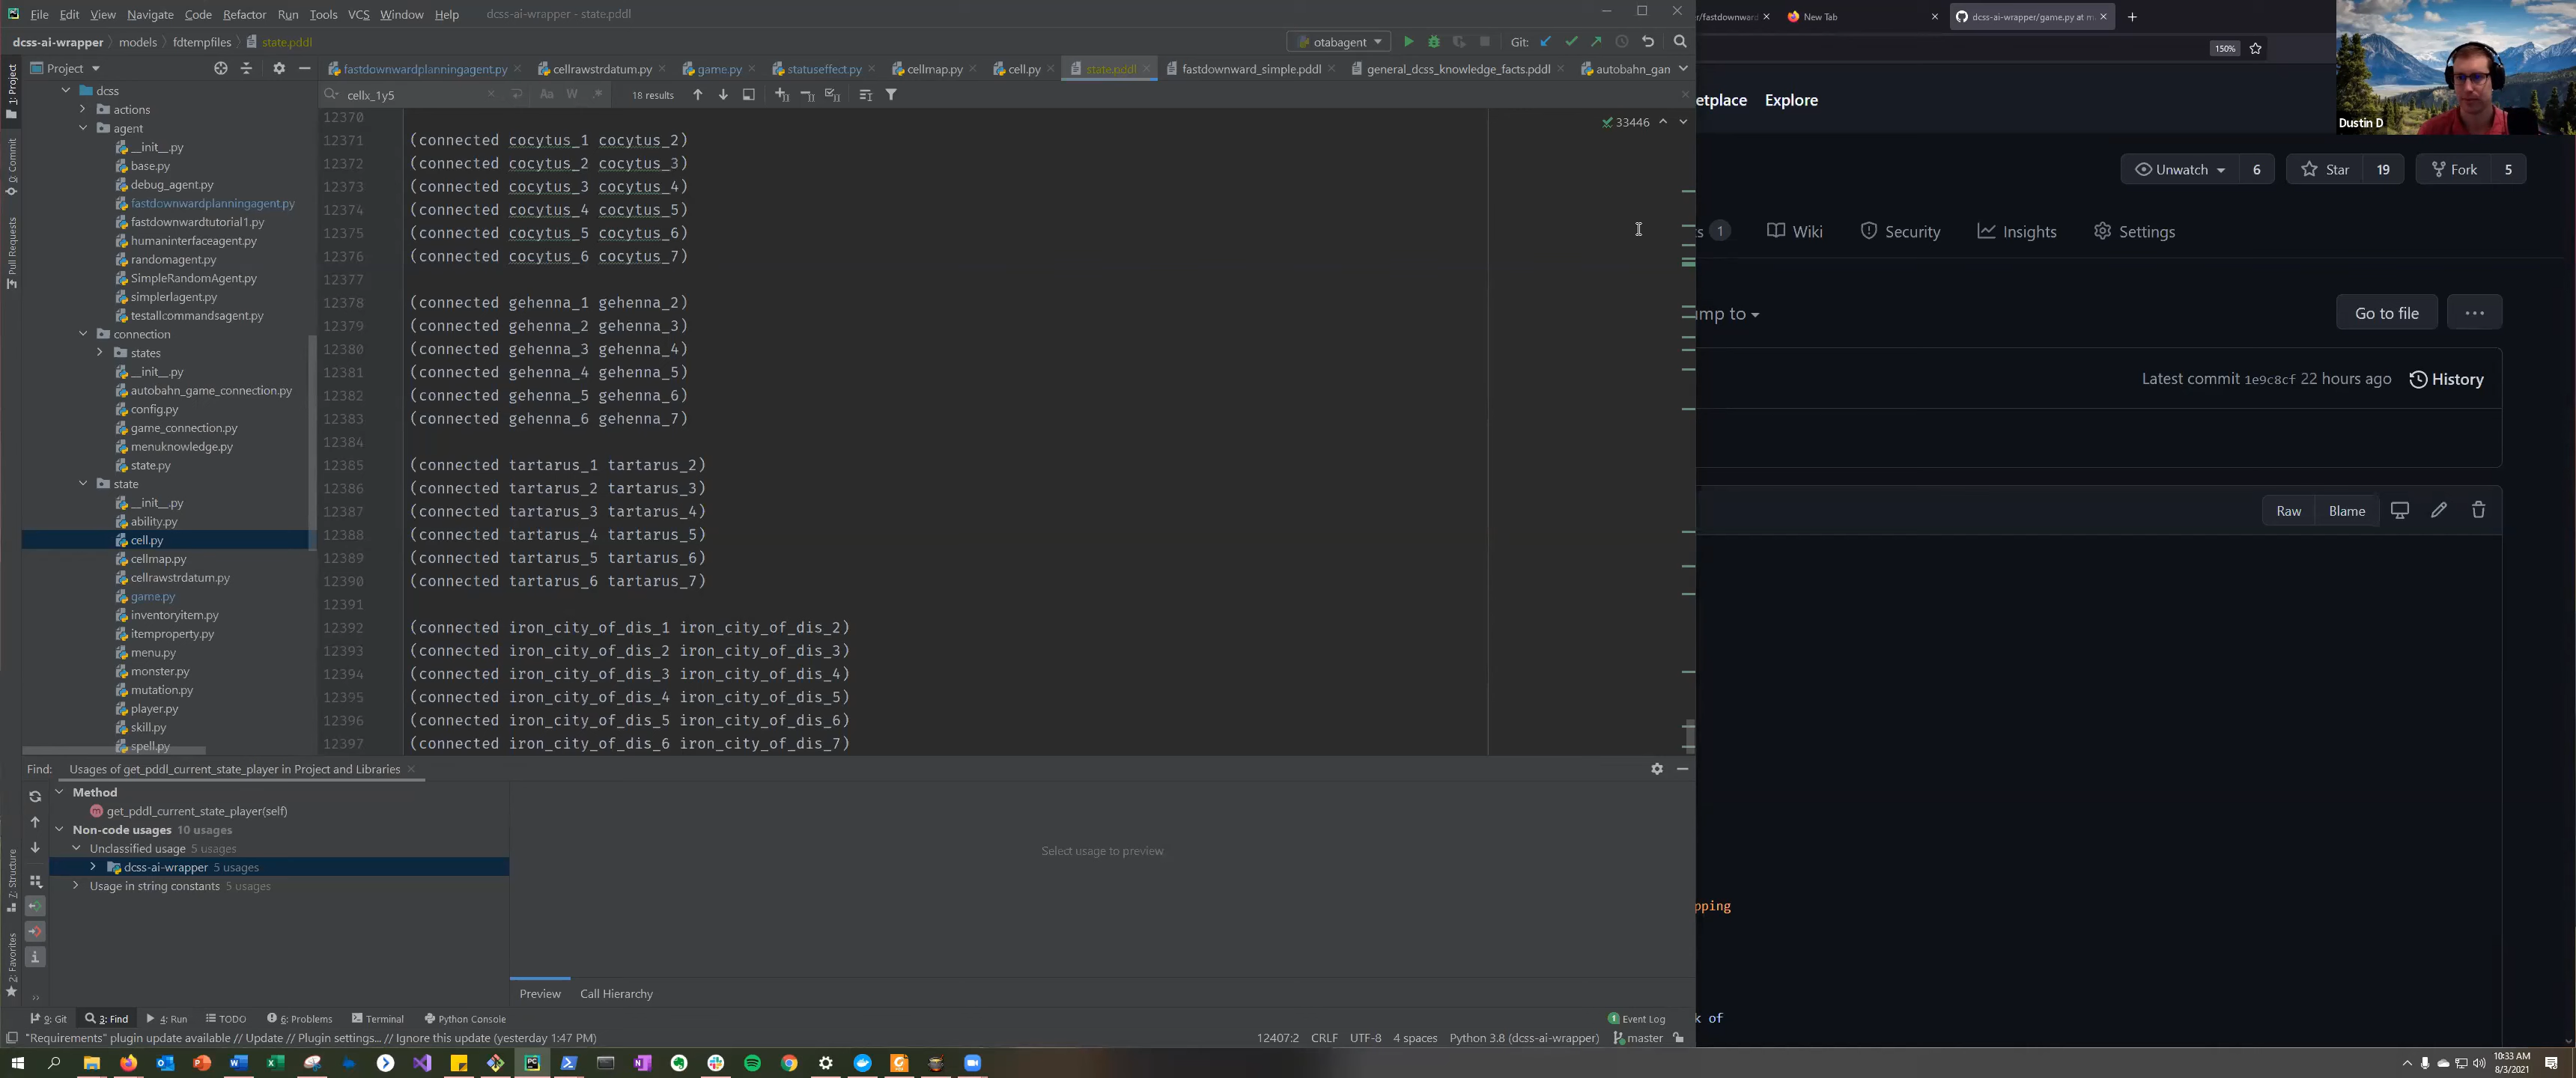 File Edit View Navigate Code Refactor Run Tools VCS Window Help dcss-ai-wrapper - state.pddl
dcss-ai-wrapper models fdtempfiles state.pddl
otabagent
Git:
Project
fastdownwardplanningagent.py cellrawstrdatum.py game.py statuseffect.py cellmap.py cell.py state.pddl fastdownward_simple.pddl general_dcss_knowledge_facts.pddl autobahn_gan
cellx_1y5 Aa W .* 18 results
33446
1: Project
0: Commit
Pull Requests
Z: Structure
2: Favorites
dcss
actions
agent
__init__.py
base.py
debug_agent.py
fastdownwardplanningagent.py
fastdownwardtutorial1.py
humaninterfaceagent.py
randomagent.py
SimpleRandomAgent.py
simplerlagent.py
testallcommandsagent.py
connection
states
__init__.py
autobahn_game_connection.py
config.py
game_connection.py
menuknowledge.py
state.py
state
__init__.py
ability.py
cell.py
cellmap.py
cellrawstrdatum.py
game.py
inventoryitem.py
itemproperty.py
menu.py
monster.py
mutation.py
player.py
skill.py
spell.py
12370
12371 (connected cocytus_1 cocytus_2)
12372 (connected cocytus_2 cocytus_3)
12373 (connected cocytus_3 cocytus_4)
12374 (connected cocytus_4 cocytus_5)
12375 (connected cocytus_5 cocytus_6)
12376 (connected cocytus_6 cocytus_7)
12377
12378 (connected gehenna_1 gehenna_2)
12379 (connected gehenna_2 gehenna_3)
12380 (connected gehenna_3 gehenna_4)
12381 (connected gehenna_4 gehenna_5)
12382 (connected gehenna_5 gehenna_6)
12383 (connected gehenna_6 gehenna_7)
12384
12385 (connected tartarus_1 tartarus_2)
12386 (connected tartarus_2 tartarus_3)
12387 (connected tartarus_3 tartarus_4)
12388 (connected tartarus_4 tartarus_5)
12389 (connected tartarus_5 tartarus_6)
12390 (connected tartarus_6 tartarus_7)
12391
12392 (connected iron_city_of_dis_1 iron_city_of_dis_2)
12393 (connected iron_city_of_dis_2 iron_city_of_dis_3)
12394 (connected iron_city_of_dis_3 iron_city_of_dis_4)
12395 (connected iron_city_of_dis_4 iron_city_of_dis_5)
12396 (connected iron_city_of_dis_5 iron_city_of_dis_6)
12397 (connected iron_city_of_dis_6 iron_city_of_dis_7)
Find: Usages of get_pddl_current_state_player in Project and Libraries
Method
get_pddl_current_state_player(self)
Non-code usages 10 usages
Unclassified usage 5 usages
dcss-ai-wrapper 5 usages
Usage in string constants 5 usages
Select usage to preview
Preview Call Hierarchy
9: Git 3: Find 4: Run TODO 6: Problems Terminal Python Console 1 Event Log
"Requirements" plugin update available // Update // Plugin settings... // Ignore this update (yesterday 1:47 PM) 12407:2 CRLF UTF-8 4 spaces Python 3.8 (dcss-ai-wrapper) master
r/fastdownward New Tab dcss-ai-wrapper/game.py at m
150%
etplace Explore
Dustin D
Unwatch 6 Star 19 Fork 5
s 1 Wiki Security Insights Settings
ump to Go to file ...
Latest commit 1e9c8cf 22 hours ago History
Raw Blame
pping
k of
10:33 AM
8/3/2021